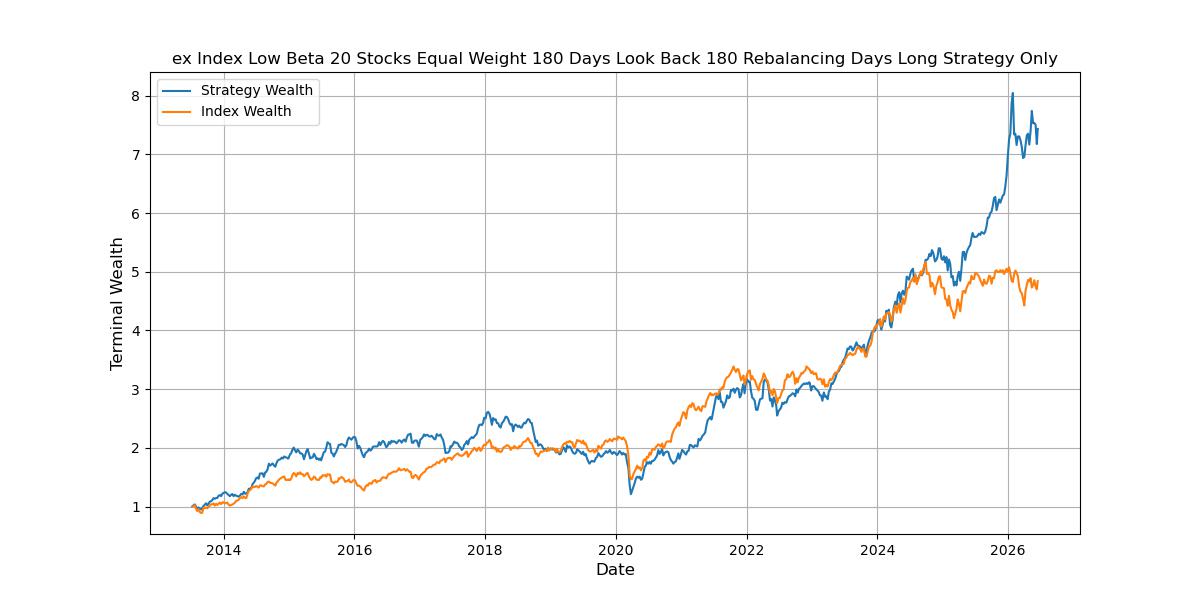 ex Index Low Beta 20 Stocks Equal Weight 180 Days Look Back 180 Rebalancing Days Long Strategy Only
Strategy Wealth
Index Wealth
Terminal Wealth
8
7
6
5
4
3
2
1
2014 2016 2018 2020 2022 2024 2026
Date